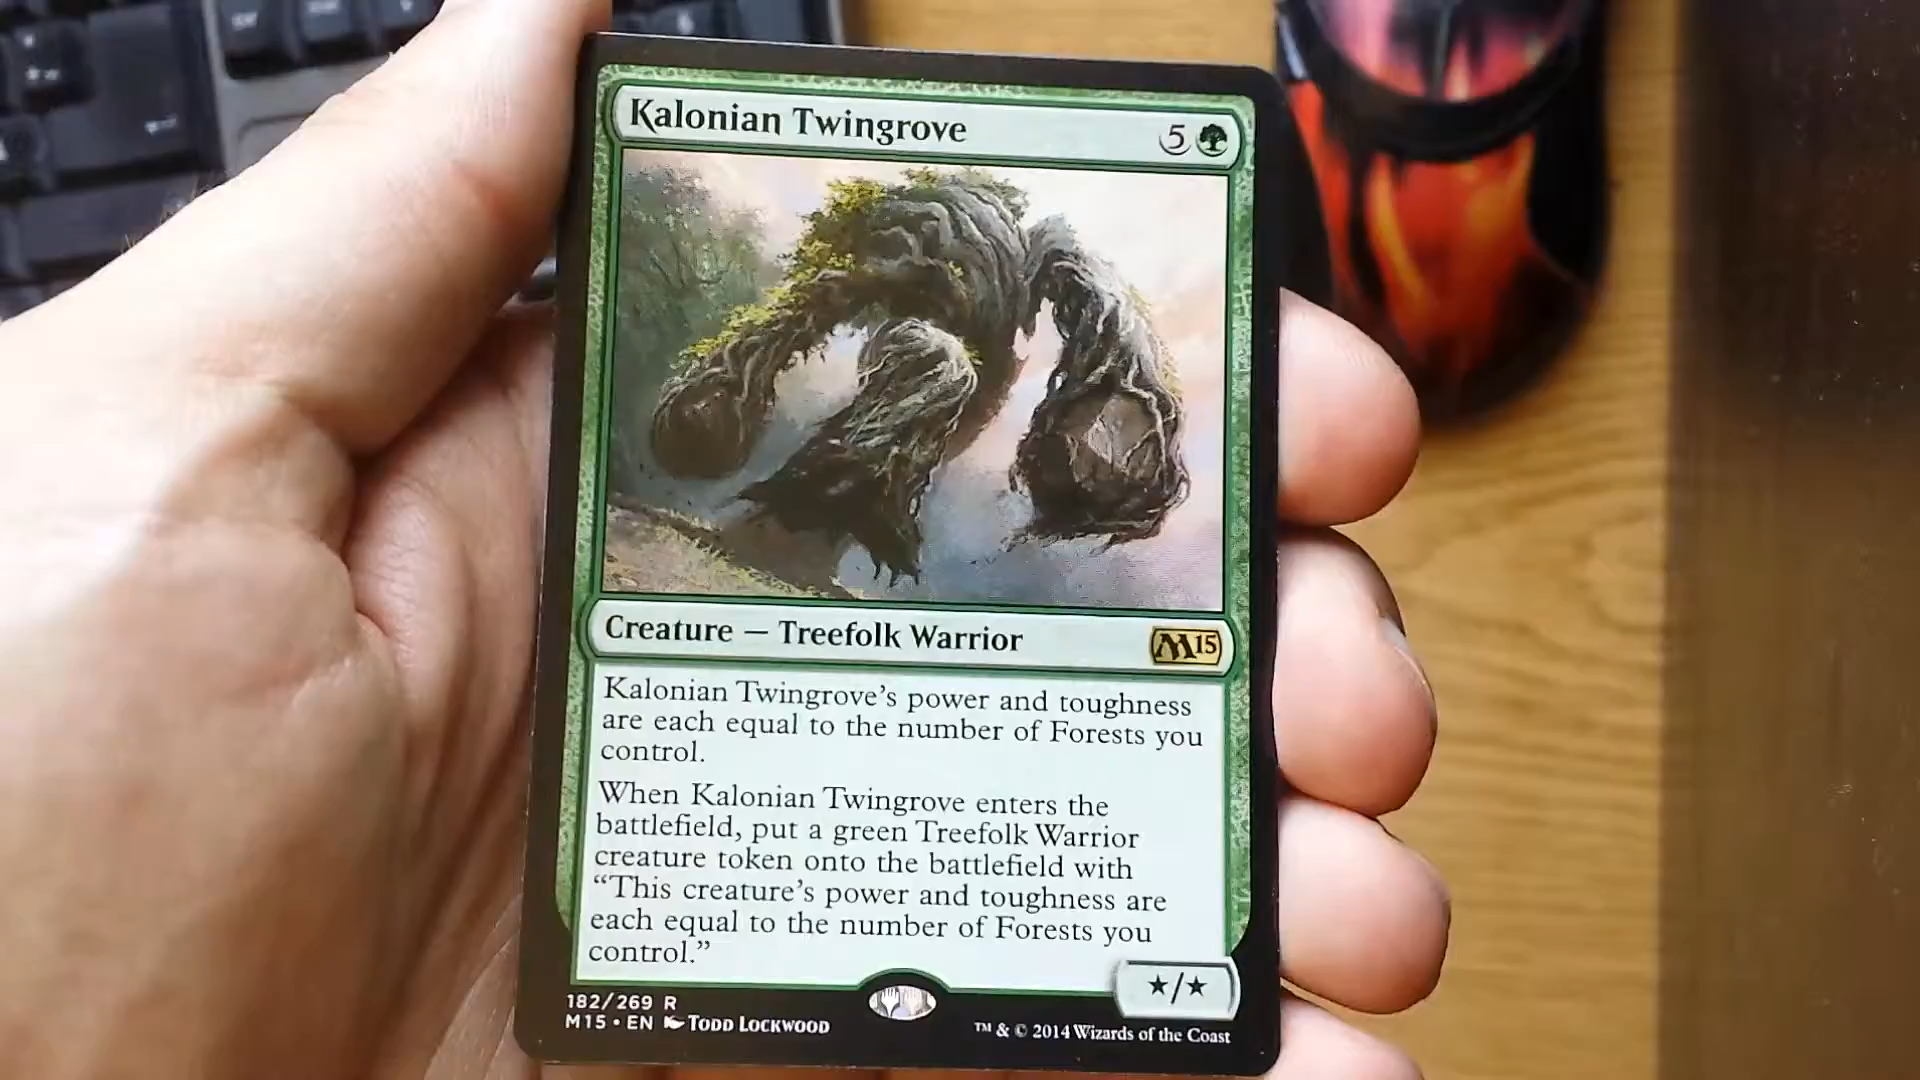 Kalonian Twingrove 5
Creature — Treefolk Warrior M15
Kalonian Twingrove's power and toughness
are each equal to the number of Forests you
control.
When Kalonian Twingrove enters the
battlefield, put a green Treefolk Warrior
creature token onto the battlefield with
“This creature's power and toughness are
each equal to the number of Forests you
control.”
★/★
182/269 R
M15 • EN Todd Lockwood
™ & © 2014 Wizards of the Coast